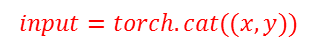 input = torch.cat((x, y))